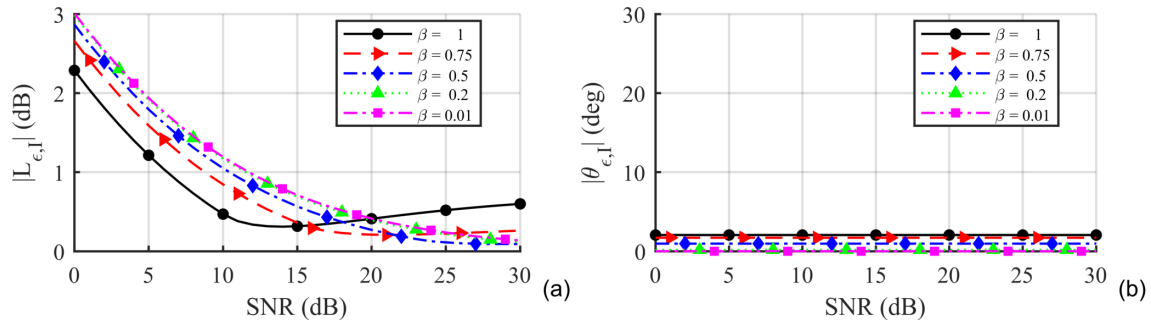 3
2
1
0
|L ϵ,I| (dB)
β = 1
β = 0.75
β = 0.5
β = 0.2
β = 0.01
0 5 10 15 20 25 30
SNR (dB)
(a)
30
20
10
0
|θ ϵ,I| (deg)
β = 1
β = 0.75
β = 0.5
β = 0.2
β = 0.01
0 5 10 15 20 25 30
SNR (dB)
(b)